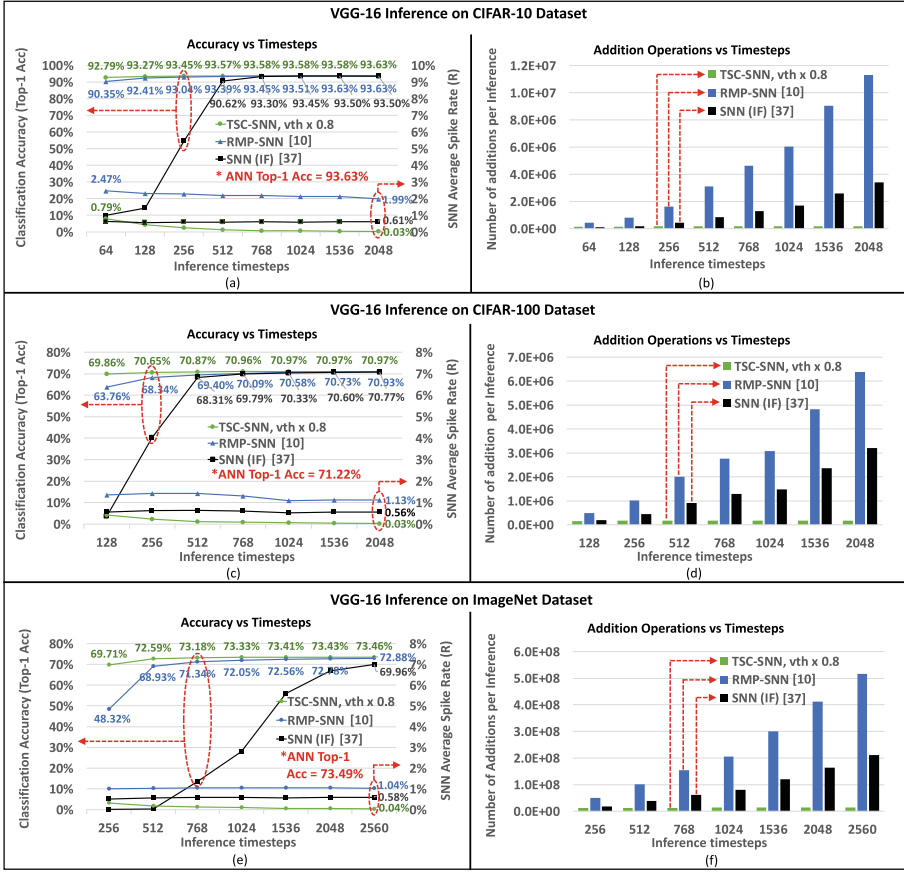 VGG-16 Inference on CIFAR-10 Dataset
Accuracy vs Timesteps
Classification Accuracy (Top-1 Acc)
100%
90%
80%
70%
60%
50%
40%
30%
20%
10%
0%
92.79% 93.27% 93.45% 93.57% 93.58% 93.58% 93.58% 93.63%
90.35% 92.41% 93.04% 93.39% 93.45% 93.51% 93.63% 93.63%
90.62% 93.30% 93.45% 93.50% 93.50%
TSC-SNN, vth x 0.8
RMP-SNN [10]
SNN (IF) [37]
* ANN Top-1 Acc = 93.63%
2.47%
0.79%
1.99%
0.61%
0.03%
10
9
8
7
6
5
4
3
2
1
0
SNN Average Spike Rate (R)
64 128 256 512 768 1024 1536 2048
Inference timesteps
(a)
Addition Operations vs Timesteps
Number of additions per Inference
1.2E+07
1.0E+07
8.0E+06
6.0E+06
4.0E+06
2.0E+06
0.0E+00
TSC-SNN, vth x 0.8
RMP-SNN [10]
SNN (IF) [37]
64 128 256 512 768 1024 1536 2048
Inference timesteps
(b)
VGG-16 Inference on CIFAR-100 Dataset
Accuracy vs Timesteps
Classification Accuracy (Top-1 Acc)
80%
70%
60%
50%
40%
30%
20%
10%
0%
69.86% 70.65% 70.87% 70.96% 70.97% 70.97% 70.97%
63.76% 68.34% 69.40% 70.09% 70.58% 70.73% 70.93%
68.31% 69.79% 70.33% 70.60% 70.77%
TSC-SNN, vth x 0.8
RMP-SNN [10]
SNN (IF) [37]
*ANN Top-1 Acc = 71.22%
1.13%
0.56%
0.03%
8
7
6
5
4
3
2
1
0
SNN Average Spike Rate (R)
128 256 512 768 1024 1536 2048
Inference timesteps
(c)
Addition Operations vs Timesteps
Number of addition per Inference
7.0E+06
6.0E+06
5.0E+06
4.0E+06
3.0E+06
2.0E+06
1.0E+06
0.0E+00
TSC-SNN, vth x 0.8
RMP-SNN [10]
SNN (IF) [37]
128 256 512 768 1024 1536 2048
Inference timesteps
(d)
VGG-16 Inference on ImageNet Dataset
Accuracy vs Timesteps
Classification Accuracy (Top-1 Acc)
80%
70%
60%
50%
40%
30%
20%
10%
0%
69.71% 72.59% 73.18% 73.33% 73.41% 73.43% 73.46%
48.32% 68.93% 71.34% 72.05% 72.56% 72.88%
69.96%
TSC-SNN, vth x 0.8
RMP-SNN [10]
SNN (IF) [37]
*ANN Top-1
Acc = 73.49%
1.04%
0.58%
0.04%
8
7
6
5
4
3
2
1
0
SNN Average Spike Rate (R)
256 512 768 1024 1536 2048 2560
Inference timesteps
(e)
Addition Operations vs Timesteps
Number of Additions per Inference
6.0E+08
5.0E+08
4.0E+08
3.0E+08
2.0E+08
1.0E+08
0.0E+00
TSC-SNN, vth x 0.8
RMP-SNN [10]
SNN (IF) [37]
256 512 768 1024 1536 2048 2560
Inference timesteps
(f)